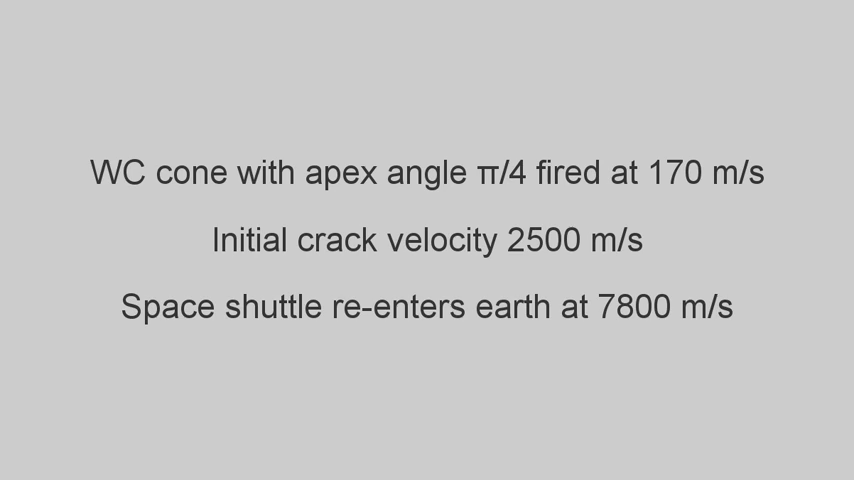 WC cone with apex angle π/4 fired at 170 m/s
Initial crack velocity 2500 m/s
Space shuttle re-enters earth at 7800 m/s